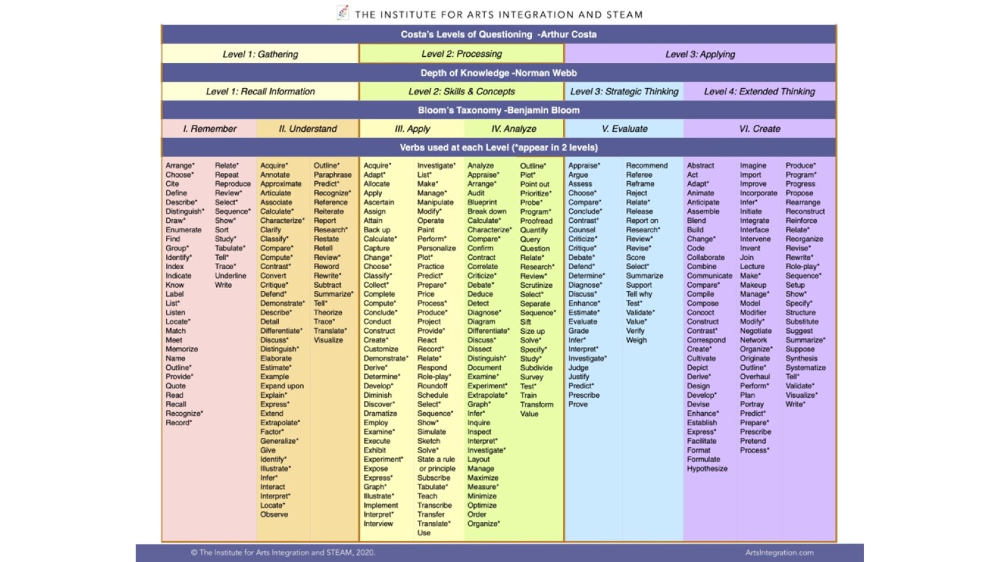 THE INSTITUTE FOR ARTS INTEGRATION AND STEAM
Costa's Levels of Questioning -Arthur Costa
Level 1: Gathering
Level 2: Processing
Level 3: Applying
Depth of Knowledge -Norman Webb
Level 1: Recall Information
Level 2: Skills & Concepts
Level 3: Strategic Thinking
Level 4: Extended Thinking
Bloom's Taxonomy -Benjamin Bloom
I. Remember
II. Understand
III. Apply
IV. Analyze
V. Evaluate
VI. Create
Verbs used at each Level (*appear in 2 levels)
Arrange*
Choose*
Cite
Define
Describe*
Distinguish*
Draw*
Enumerate
Find
Group*
Identify*
Index
Indicate
Know
Label
List*
Listen
Locate*
Match
Meet
Memorize
Name
Outline*
Provide*
Quote
Read
Recall
Recognize*
Record*
Relate*
Repeat
Reproduce
Review*
Select*
Sequence*
Show*
Sort
Study*
Tabulate*
Tell*
Trace*
Underline
Write
Acquire*
Annotate
Approximate
Articulate
Associate
Calculate*
Characterize*
Clarify
Classify*
Compare*
Compute*
Contrast*
Convert
Critique*
Defend*
Demonstrate*
Describe*
Detail
Differentiate*
Discuss*
Distinguish*
Elaborate
Estimate*
Example
Expand upon
Explain*
Express*
Extend
Extrapolate*
Factor*
Generalize*
Give
Identify*
Illustrate*
Infer*
Interact
Interpret*
Locate*
Observe
Outline*
Paraphrase
Predict*
Recognize*
Reference
Reiterate
Report
Research*
Restate
Retell
Review*
Reword
Rewrite*
Subtract
Summarize*
Tell*
Theorize
Trace*
Translate*
Visualize
Acquire*
Adapt*
Allocate
Apply
Ascertain
Assign
Attain
Back up
Calculate*
Capture
Change*
Choose*
Classify*
Collect*
Complete
Compute*
Conclude*
Conduct
Construct
Create*
Customize
Demonstrate*
Derive*
Determine*
Develop*
Diminish
Discover*
Dramatize
Employ
Examine*
Execute
Exhibit
Experiment*
Expose
Express*
Graph*
Illustrate*
Implement
Interpret*
Interview
Investigate*
List*
Make*
Manage*
Manipulate
Modify*
Operate
Paint
Perform*
Personalize
Plot*
Practice
Predict*
Prepare*
Price
Process*
Produce*
Project
Provide*
React
Record*
Relate*
Respond
Role-play*
Roundoff
Schedule
Select*
Sequence*
Show*
Simulate
Sketch
Solve*
State a rule
or principle
Subscribe
Tabulate*
Teach
Transcribe
Transfer
Translate*
Use
Analyze
Appraise*
Arrange*
Audit
Blueprint
Break down
Calculate*
Characterize*
Compare*
Confirm
Contract
Correlate
Criticize*
Debate*
Deduce
Detect
Diagnose*
Diagram
Differentiate*
Discuss*
Dissect
Distinguish*
Document
Examine*
Experiment*
Extrapolate*
Graph*
Infer*
Inquire
Inspect
Interpret*
Investigate*
Layout
Manage
Maximize
Measure*
Minimize
Optimize
Order
Organize*
Outline*
Plot*
Point out
Prioritize*
Probe*
Program*
Proofread
Quantify
Query
Question
Relate*
Research*
Review*
Scrutinize
Select*
Separate
Sequence*
Sift
Size up
Solve*
Specify*
Study*
Subdivide
Survey
Test*
Train
Transform
Value
Appraise*
Argue
Assess
Choose*
Compare*
Conclude*
Contrast*
Counsel
Criticize*
Critique*
Debate*
Defend*
Determine*
Diagnose*
Discuss*
Enhance*
Estimate*
Evaluate
Grade
Infer*
Interpret*
Investigate*
Judge
Justify
Predict*
Prescribe
Prove
Recommend
Referee
Reframe
Reject
Relate*
Release
Report on
Research*
Review*
Revise*
Score
Select*
Summarize
Support
Tell why
Test*
Validate*
Value*
Verify
Weigh
Abstract
Act
Adapt*
Animate
Anticipate
Assemble
Blend
Build
Change*
Code
Collaborate
Combine
Communicate
Compare*
Compile
Compose
Concoct
Construct
Contrast*
Correspond
Create*
Cultivate
Depict
Derive*
Design
Develop*
Devise
Enhance*
Establish
Express*
Facilitate
Format
Formulate
Hypothesize
Imagine
Import
Improve
Incorporate
Infer*
Initiate
Integrate
Interface
Intervene
Invent
Join
Lecture
Make*
Makeup
Manage*
Model
Modifier
Modify*
Negotiate
Network
Organize*
Originate
Outline*
Overhaul
Perform*
Plan
Portray
Predict*
Prepare*
Prescribe
Pretend
Process*
Produce*
Program*
Progress
Propose
Rearrange
Reconstruct
Reinforce
Relate*
Reorganize
Revise*
Rewrite*
Role-play*
Sequence*
Setup
Show*
Specify*
Structure
Substitute
Suggest
Summarize*
Suppose
Synthesis
Systematize
Tell*
Validate*
Visualize*
Write*
© The Institute for Arts Integration and STEAM, 2020.
ArtsIntegration.com